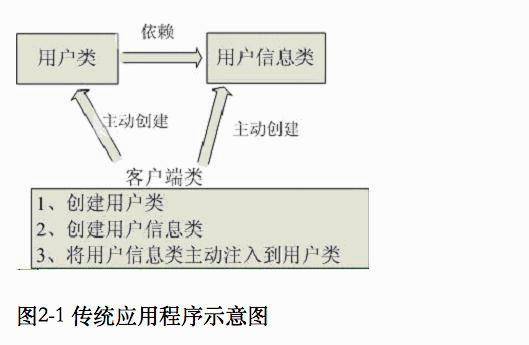 依赖
用户类
用户信息类
主动创建
主动创建
客户端类
1、创建用户类
2、创建用户信息类
3、将用户信息类主动注入到用户类
图2-1 传统应用程序示意图